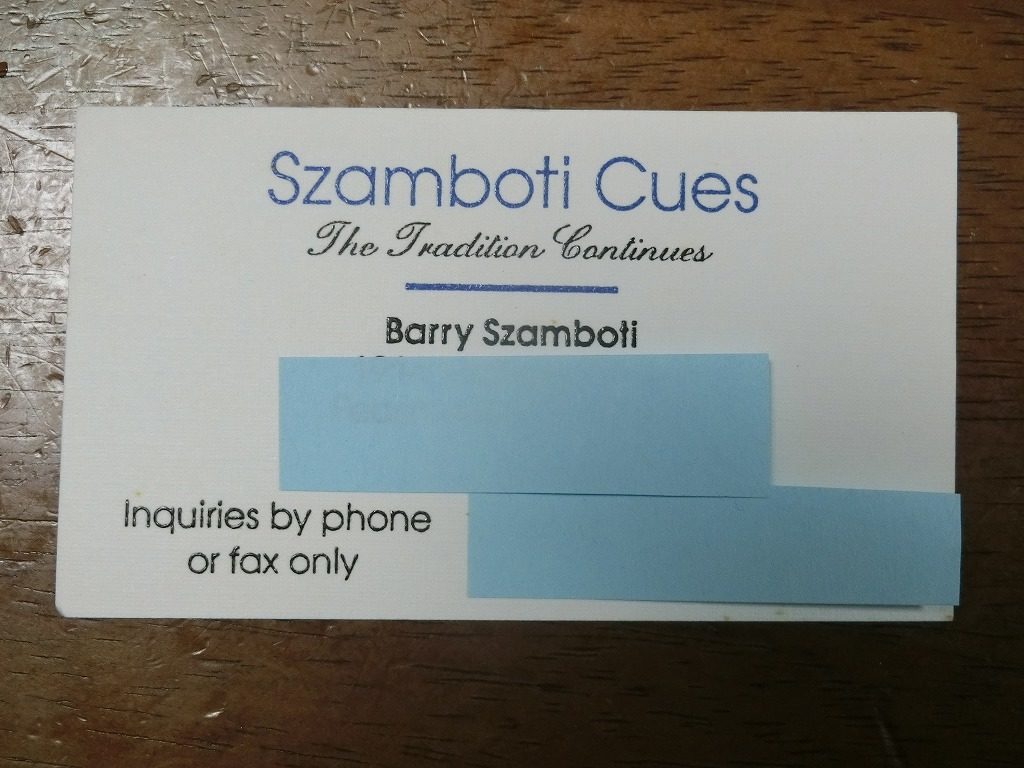 Szamboti Cues
The Tradition Continues
Barry Szamboti
Inquiries by phone
or fax only